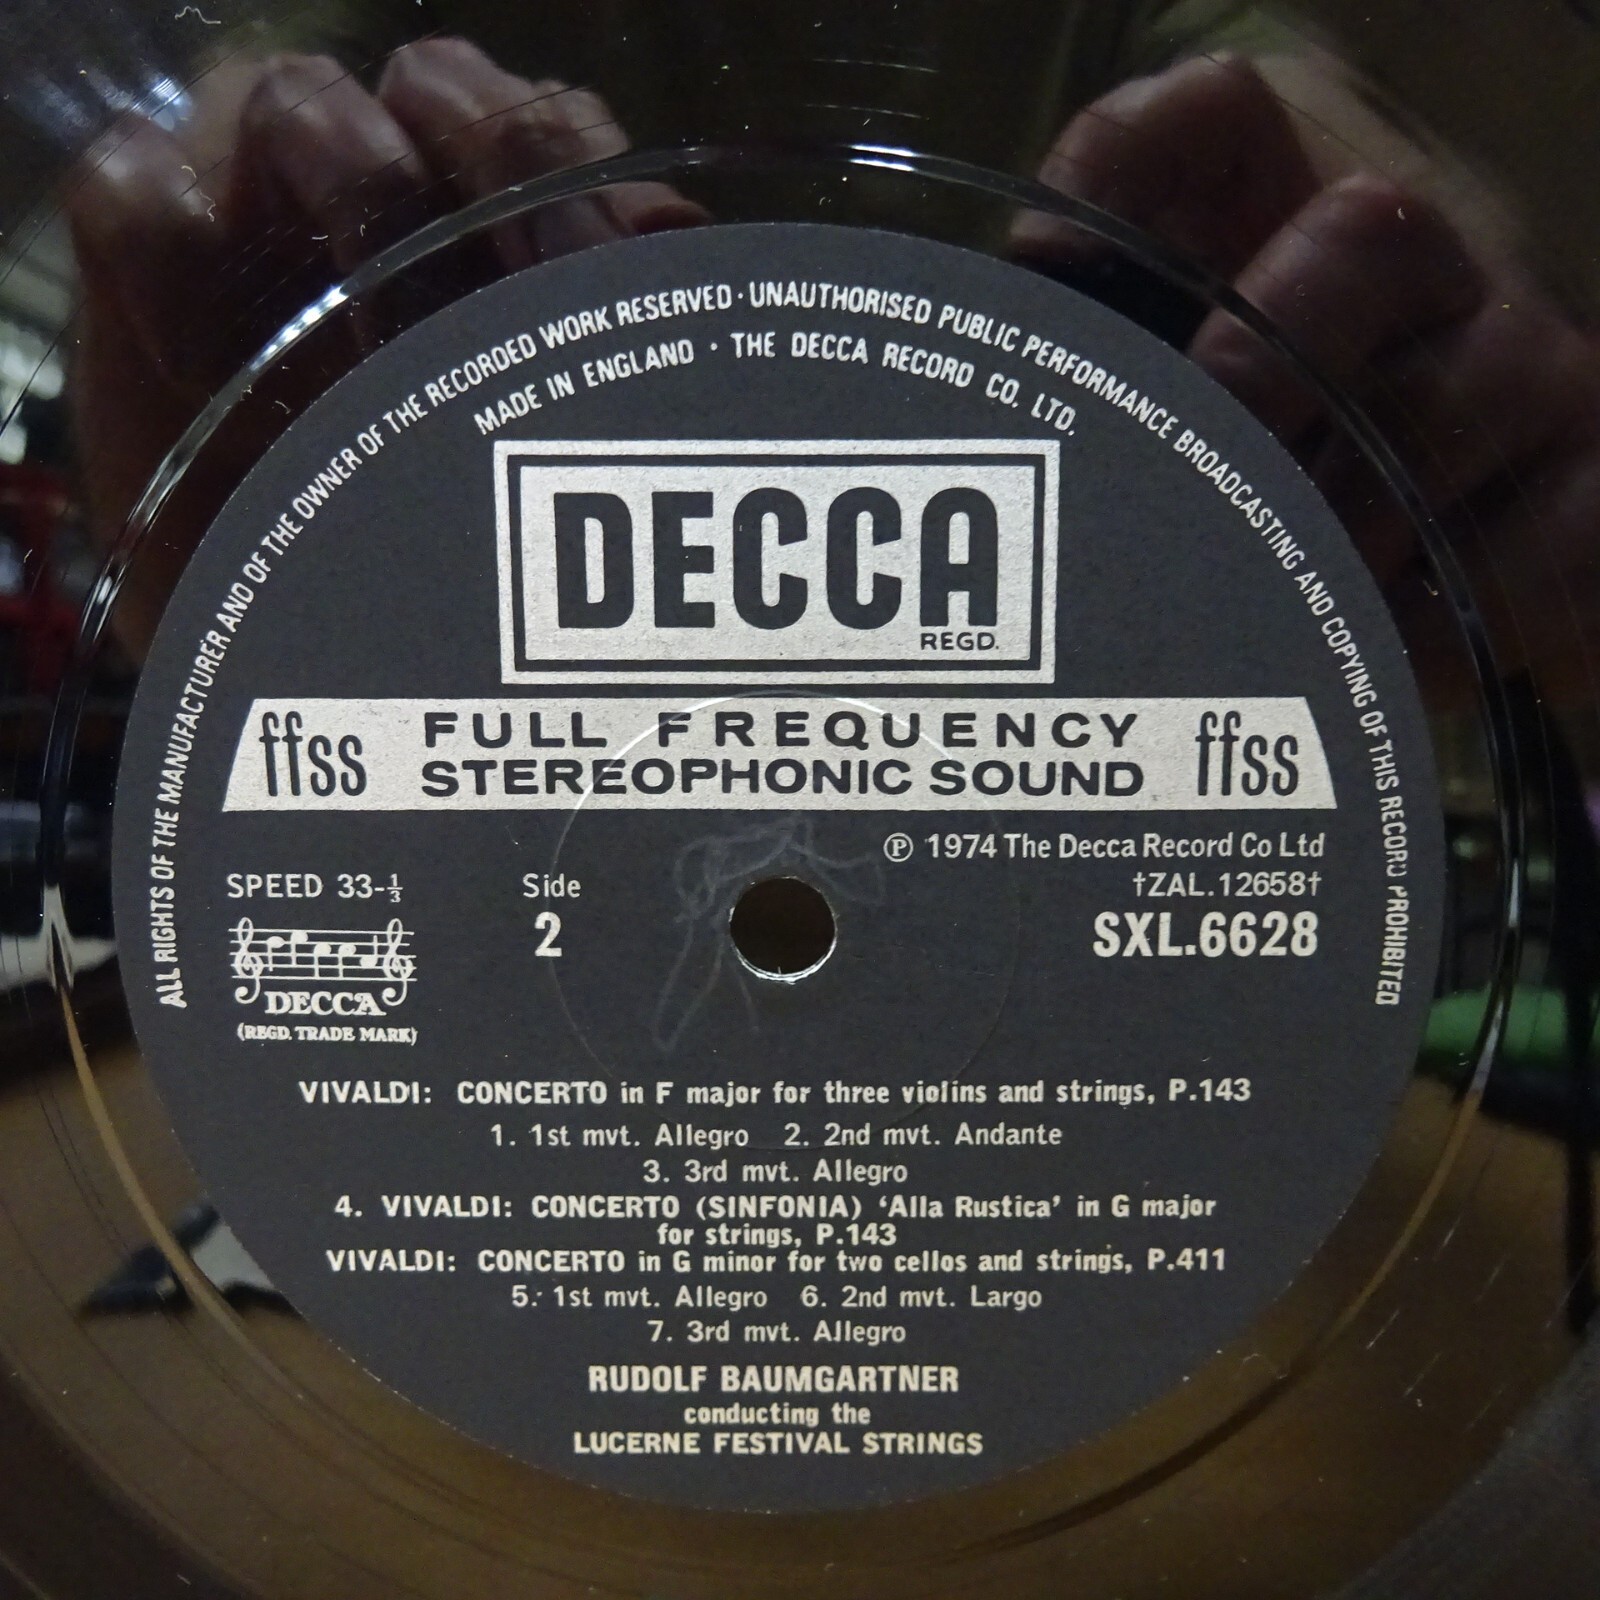 ALL RIGHTS OF THE MANUFACTURER AND OF THE OWNER OF THE RECORDED WORK RESERVED · UNAUTHORISED PUBLIC PERFORMANCE BROADCASTING AND COPYING OF THIS RECORD PROHIBITED
MADE IN ENGLAND · THE DECCA RECORD CO. LTD.
DECCA
REGD.
ffss FULL FREQUENCY STEREOPHONIC SOUND ffss
Ⓟ 1974 The Decca Record Co Ltd
SPEED 33-⅓ Side †ZAL.12658†
2 SXL.6628
DECCA
(REGD. TRADE MARK)
VIVALDI: CONCERTO in F major for three violins and strings, P.143
1. 1st mvt. Allegro 2. 2nd mvt. Andante
3. 3rd mvt. Allegro
4. VIVALDI: CONCERTO (SINFONIA) ‘Alla Rustica’ in G major
for strings, P.143
VIVALDI: CONCERTO in G minor for two cellos and strings, P.411
5. 1st mvt. Allegro 6. 2nd mvt. Largo
7. 3rd mvt. Allegro
RUDOLF BAUMGARTNER
conducting the
LUCERNE FESTIVAL STRINGS